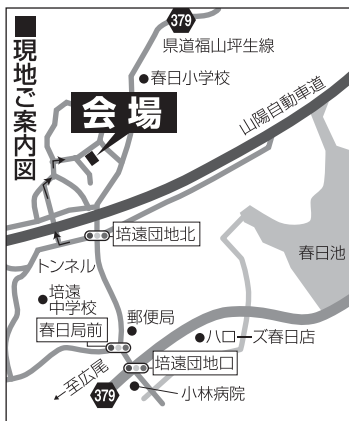 ■現地ご案内図
379
県道福山坪生線
春日小学校
会場
山陽自動車道
培遠団地北
春日池
トンネル
培遠
中学校
郵便局
春日局前
ハローズ春日店
培遠団地口
←至広尾
379
小林病院